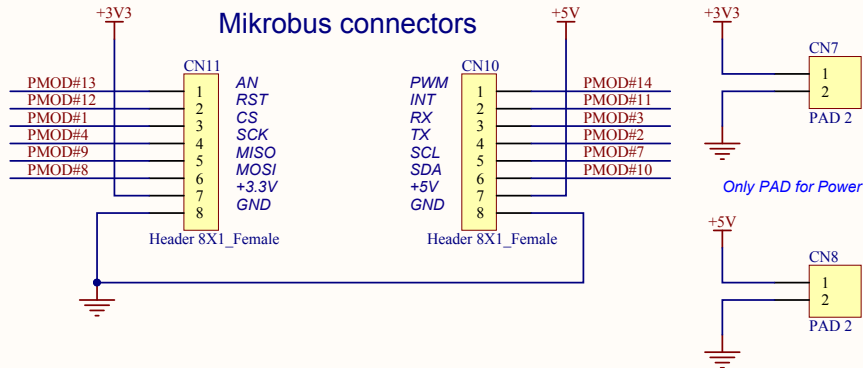 Mikrobus connectors
+3V3
CN11
PMOD#13 1 AN
PMOD#12 2 RST
PMOD#1 3 CS
PMOD#4 4 SCK
PMOD#9 5 MISO
PMOD#8 6 MOSI
7 +3.3V
8 GND
Header 8X1_Female
+5V
CN10
PWM 1 PMOD#14
INT 2 PMOD#11
RX 3 PMOD#3
TX 4 PMOD#2
SCL 5 PMOD#7
SDA 6 PMOD#10
+5V 7
GND 8
Header 8X1_Female
+3V3
CN7
1
2
PAD 2
Only PAD for Power
+5V
CN8
1
2
PAD 2